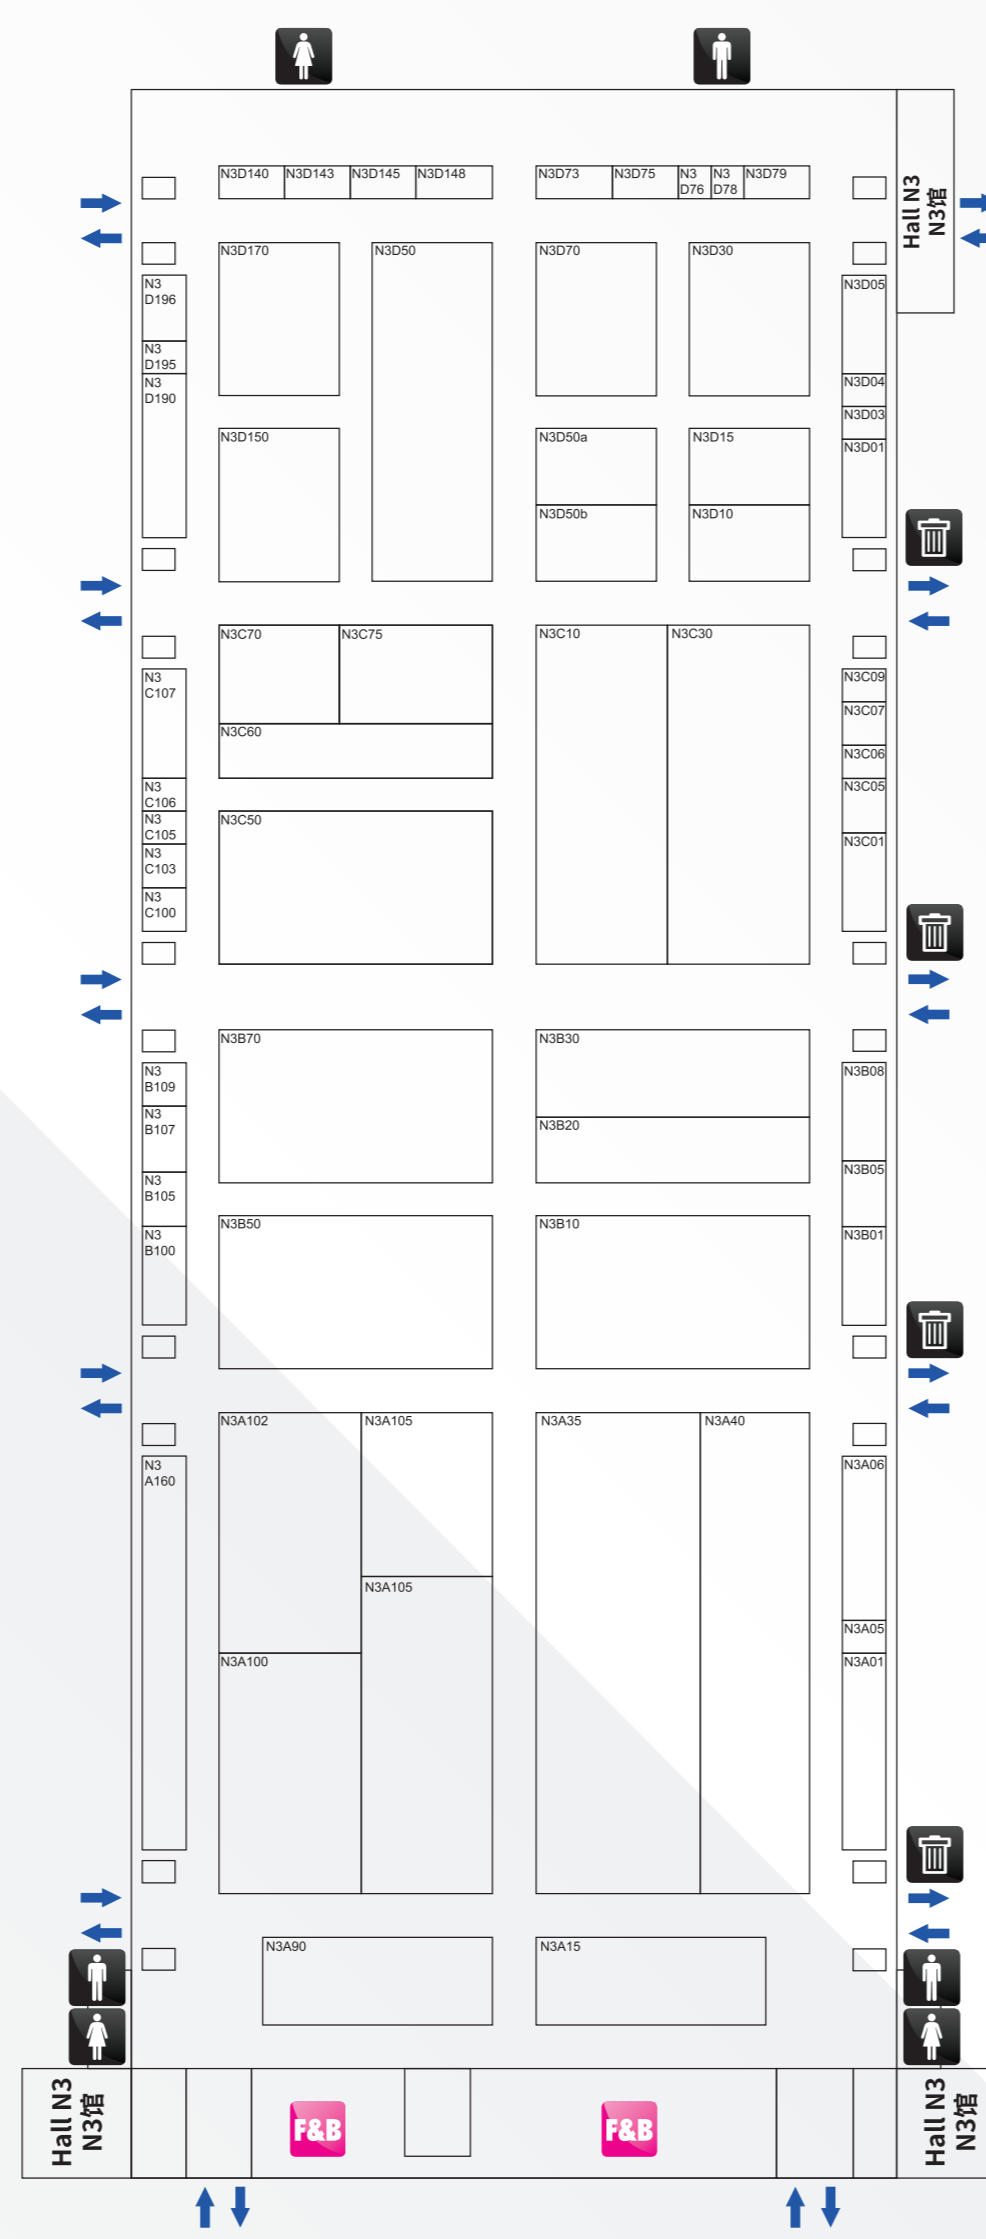 N3D140
N3D143
N3D145
N3D148
N3D73
N3D75
N3
D76
N3
D78
N3D79
Hall N3
N3馆
N3D170
N3D50
N3D70
N3D30
N3
D196
N3
D195
N3
D190
N3D05
N3D04
N3D03
N3D01
N3D150
N3D50a
N3D15
N3D50b
N3D10
N3C70
N3C75
N3C10
N3C30
N3
C107
N3C09
N3C07
N3C60
N3C06
N3
C106
N3C05
N3
C105
N3C50
N3C01
N3
C103
N3
C100
N3B70
N3B30
N3
B109
N3B08
N3
B107
N3B20
N3
B105
N3B05
N3B50
N3B10
N3
B100
N3B01
N3A102
N3A105
N3A35
N3A40
N3
A160
N3A06
N3A105
N3A05
N3A100
N3A01
N3A90
N3A15
Hall N3
N3馆
F&B
F&B
Hall N3
N3馆